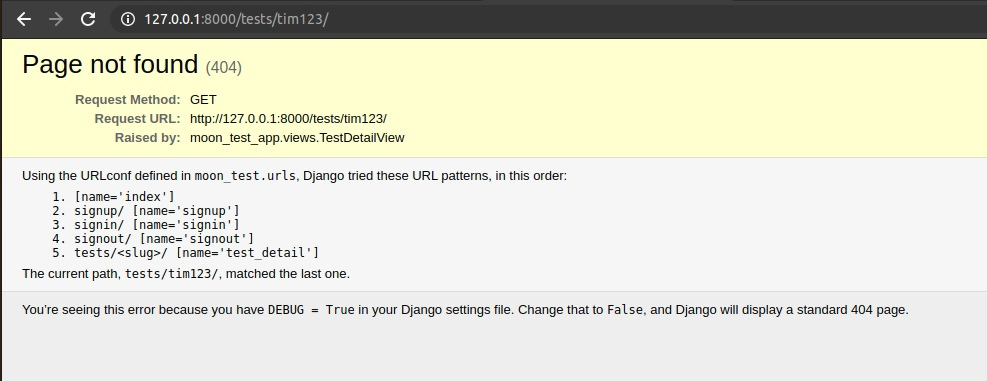 127.0.0.1:8000/tests/tim123/
Page not found (404)
Request Method: GET
Request URL: http://127.0.0.1:8000/tests/tim123/
Raised by: moon_test_app.views.TestDetailView
Using the URLconf defined in moon_test.urls, Django tried these URL patterns, in this order:
1. [name='index']
2. signup/ [name='signup']
3. signin/ [name='signin']
4. signout/ [name='signout']
5. tests/<slug>/ [name='test_detail']
The current path, tests/tim123/, matched the last one.
You’re seeing this error because you have DEBUG = True in your Django settings file. Change that to False, and Django will display a standard 404 page.